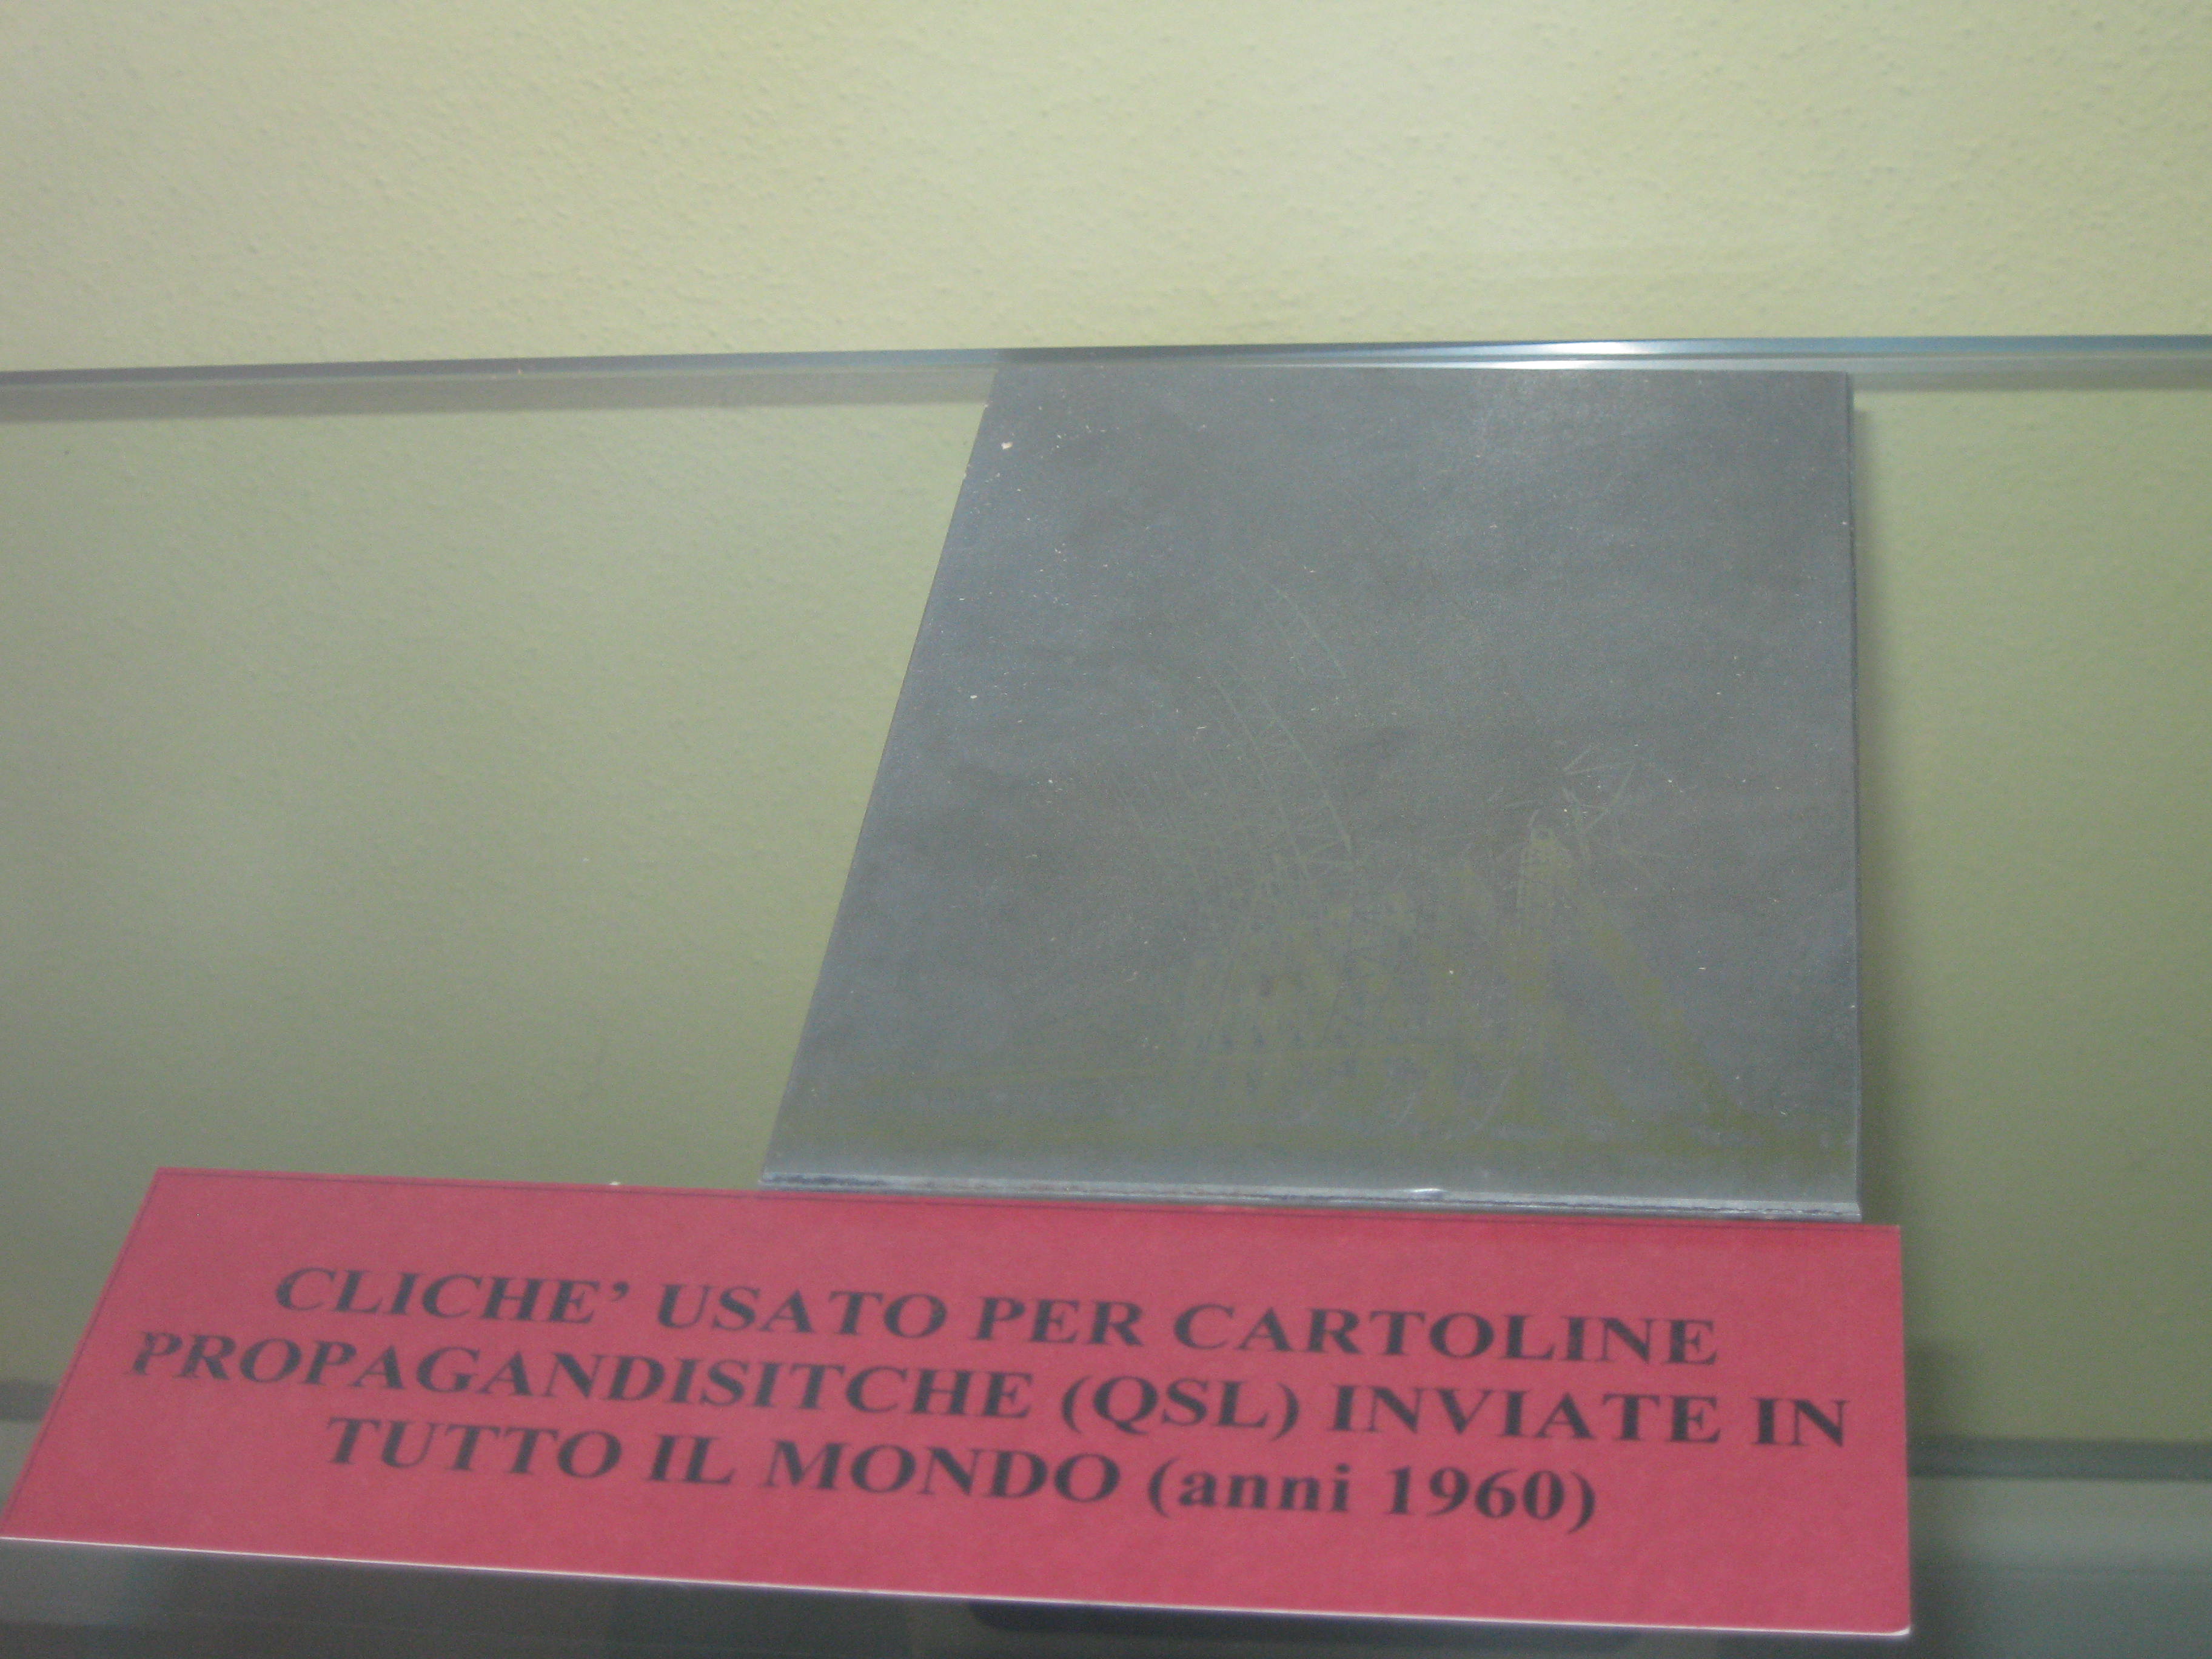 CLICHE' USATO PER CARTOLINE
PROPAGANDISITCHE (QSL) INVIATE IN
TUTTO IL MONDO (anni 1960)